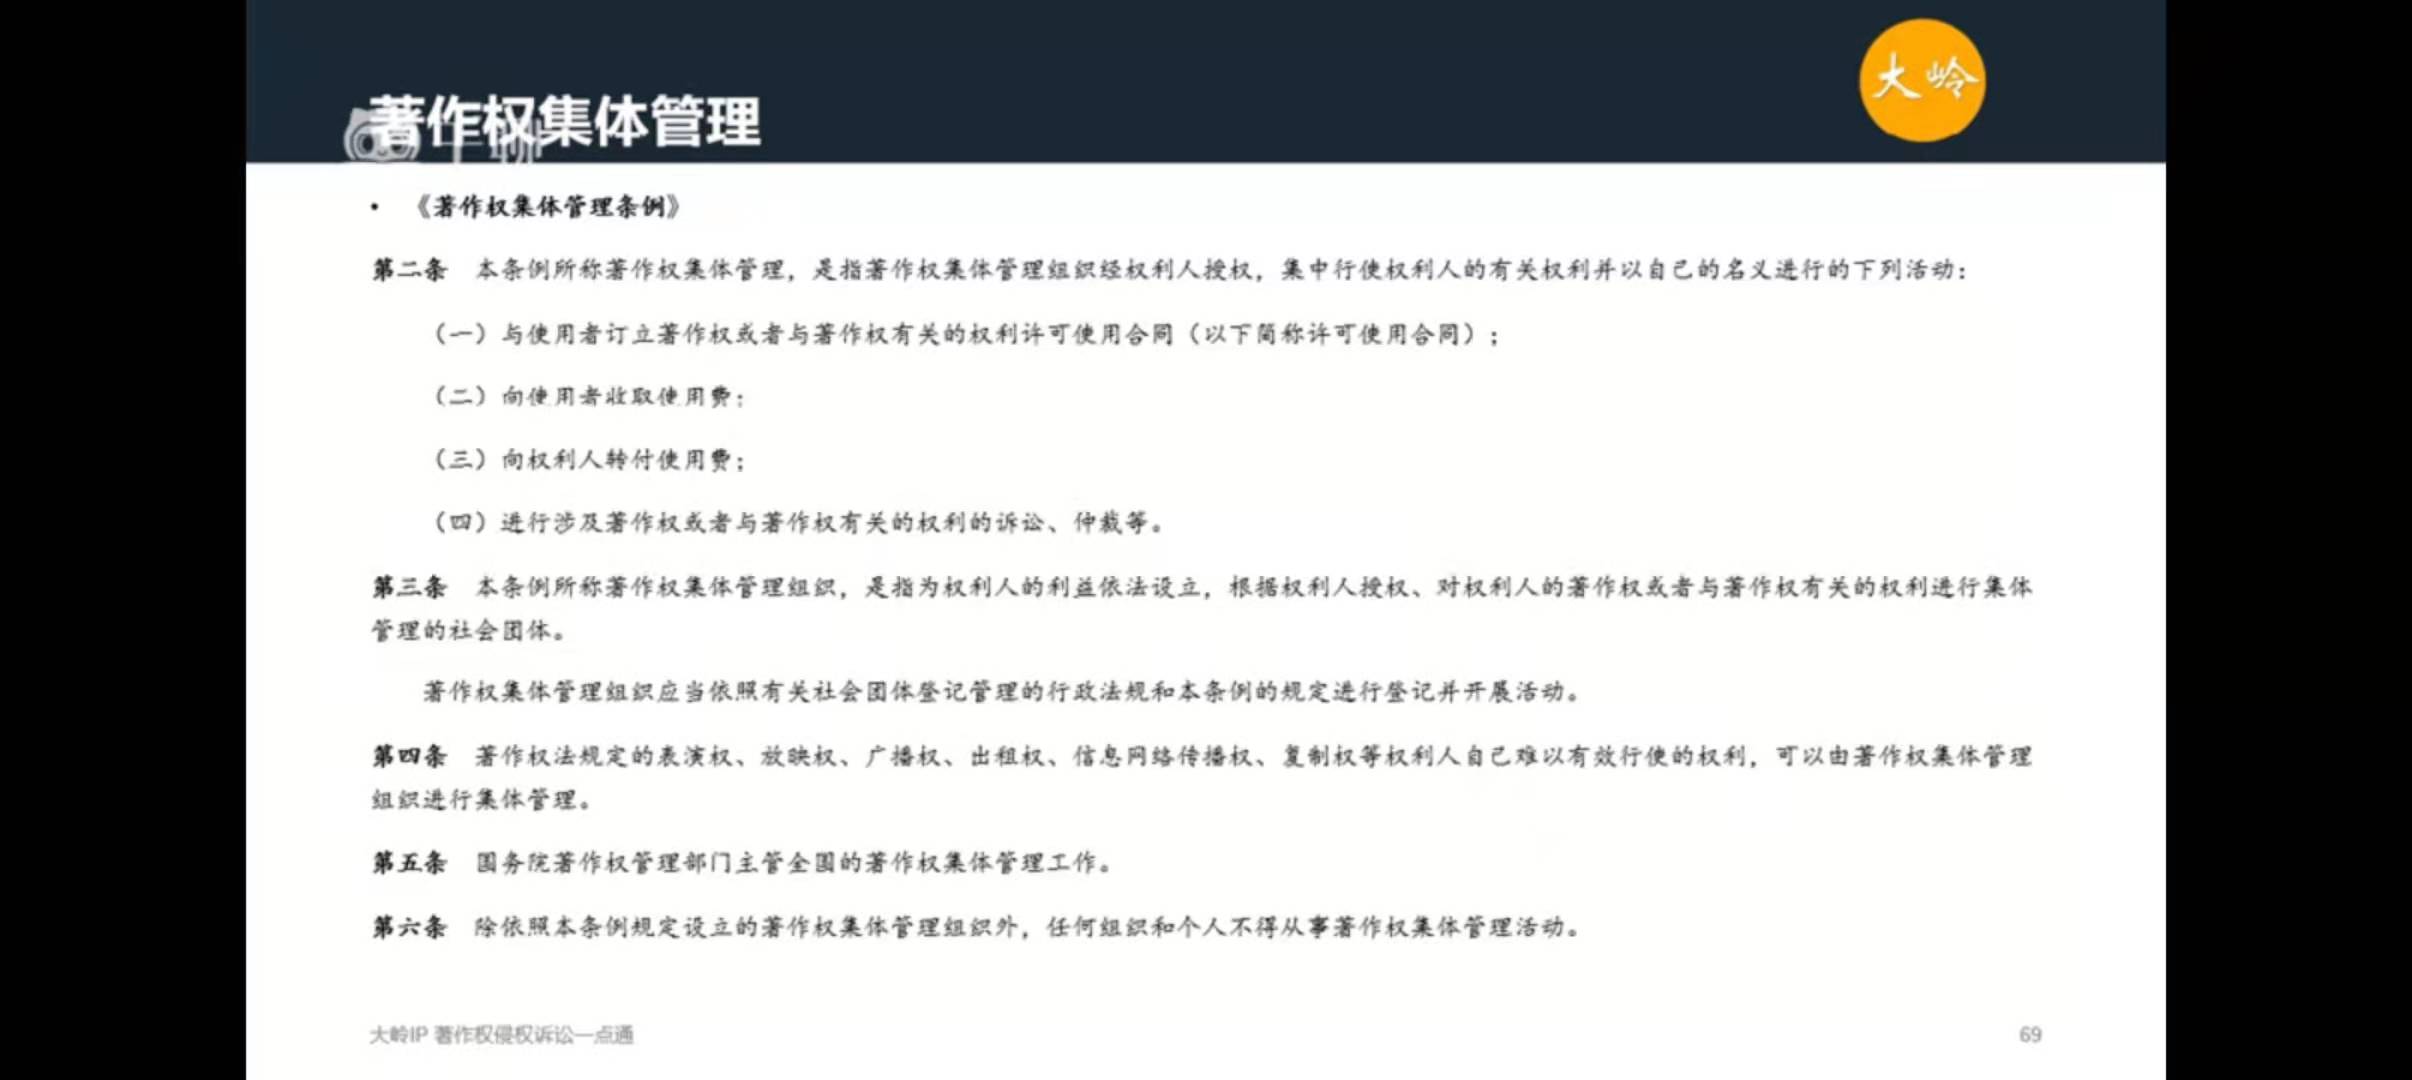 大岭
著作权集体管理
千聊
• 《著作权集体管理条例》
第二条 本条例所称著作权集体管理，是指著作权集体管理组织经权利人授权，集中行使权利人的有关权利并以自己的名义进行的下列活动：
（一）与使用者订立著作权或者与著作权有关的权利许可使用合同（以下简称许可使用合同）；
（二）向使用者收取使用费；
（三）向权利人转付使用费；
（四）进行涉及著作权或者与著作权有关的权利的诉讼、仲裁等。
第三条 本条例所称著作权集体管理组织，是指为权利人的利益依法设立，根据权利人授权、对权利人的著作权或者与著作权有关的权利进行集体
管理的社会团体。
著作权集体管理组织应当依照有关社会团体登记管理的行政法规和本条例的规定进行登记并开展活动。
第四条 著作权法规定的表演权、放映权、广播权、出租权、信息网络传播权、复制权等权利人自己难以有效行使的权利，可以由著作权集体管理
组织进行集体管理。
第五条 国务院著作权管理部门主管全国的著作权集体管理工作。
第六条 除依照本条例规定设立的著作权集体管理组织外，任何组织和个人不得从事著作权集体管理活动。
大岭IP 著作权侵权诉讼一点通
69